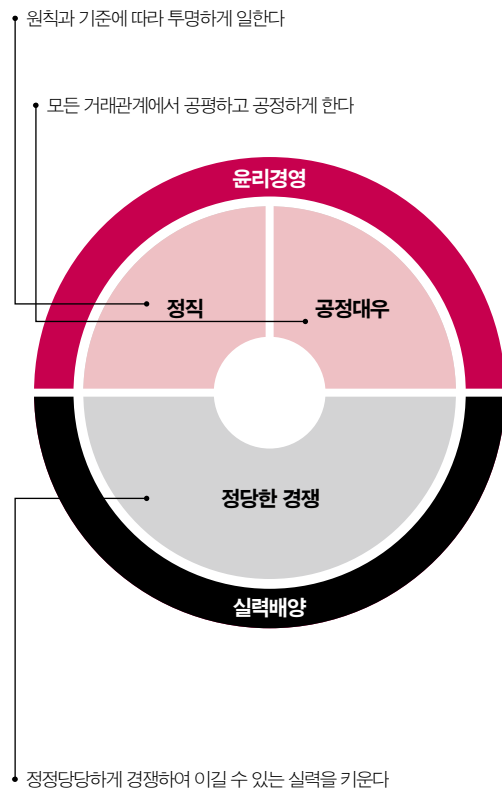 원칙과 기준에 따라 투명하게 일한다
모든 거래관계에서 공평하고 공정하게 한다
윤리경영
정직
공정대우
정당한 경쟁
실력배양
정정당당하게 경쟁하여 이길 수 있는 실력을 키운다